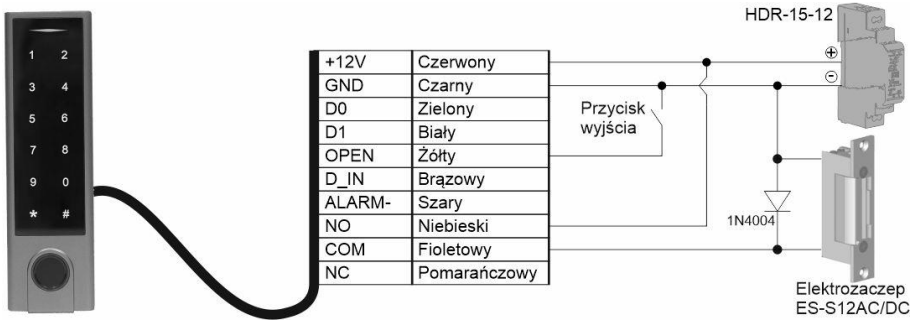 HDR-15-12
1 2
3 4
5 6
7 8
9 0
* #
+12V Czerwony
GND Czarny
D0 Zielony
D1 Biały
OPEN Żółty
D_IN Brązowy
ALARM- Szary
NO Niebieski
COM Fioletowy
NC Pomarańczowy
Przycisk
wyjścia
+
-
1N4004
Elektrozaczep
ES-S12AC/DC